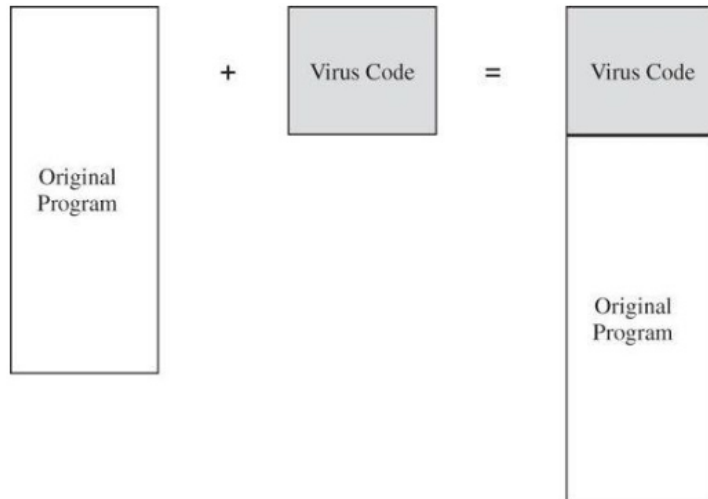 Original
Program
+
Virus Code
=
Virus Code
Original
Program